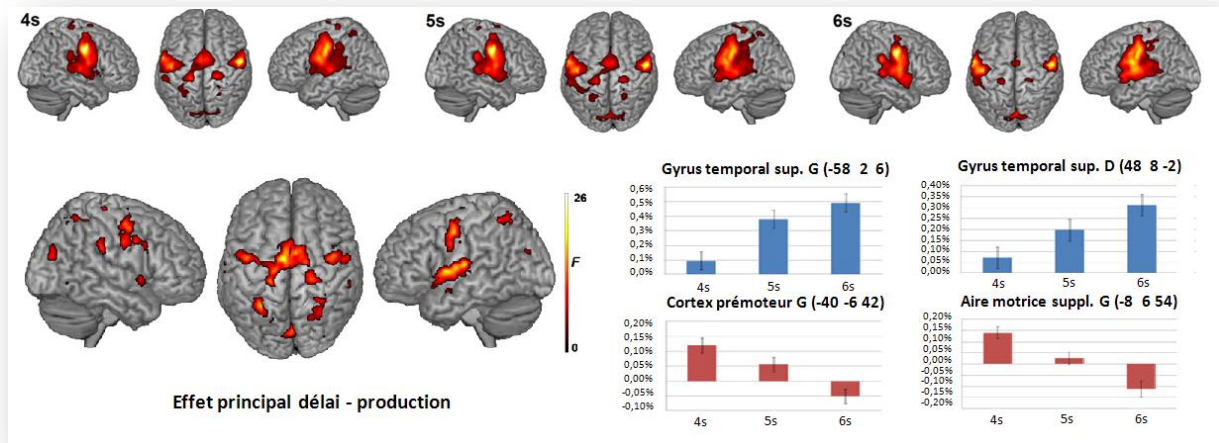 4s
5s
6s
Gyrus temporal sup. G (-58 2 6)
0,6%
0,5%
0,4%
0,3%
0,2%
0,1%
0,0%
4s
5s
6s
Gyrus temporal sup. D (48 8 -2)
0,40%
0,35%
0,30%
0,25%
0,20%
0,15%
0,10%
0,05%
0,00%
4s
5s
6s
26
F
0
Cortex prémoteur G (-40 -6 42)
0,20%
0,15%
0,10%
0,05%
0,00%
-0,05%
-0,10%
4s
5s
6s
Aire motrice suppl. G (-8 6 54)
0,20%
0,15%
0,10%
0,05%
0,00%
-0,05%
-0,10%
-0,15%
-0,20%
4s
5s
6s
Effet principal délai - production